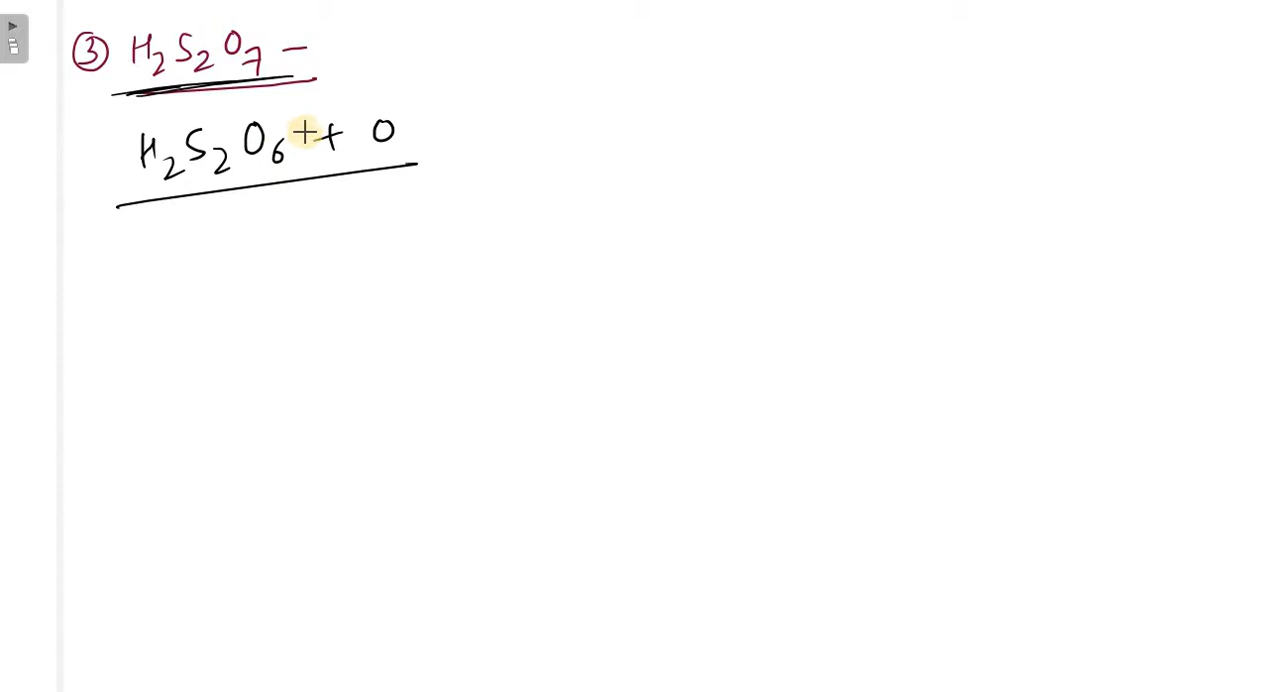 ③ H₂S₂O₇ –
H₂S₂O₆ + O